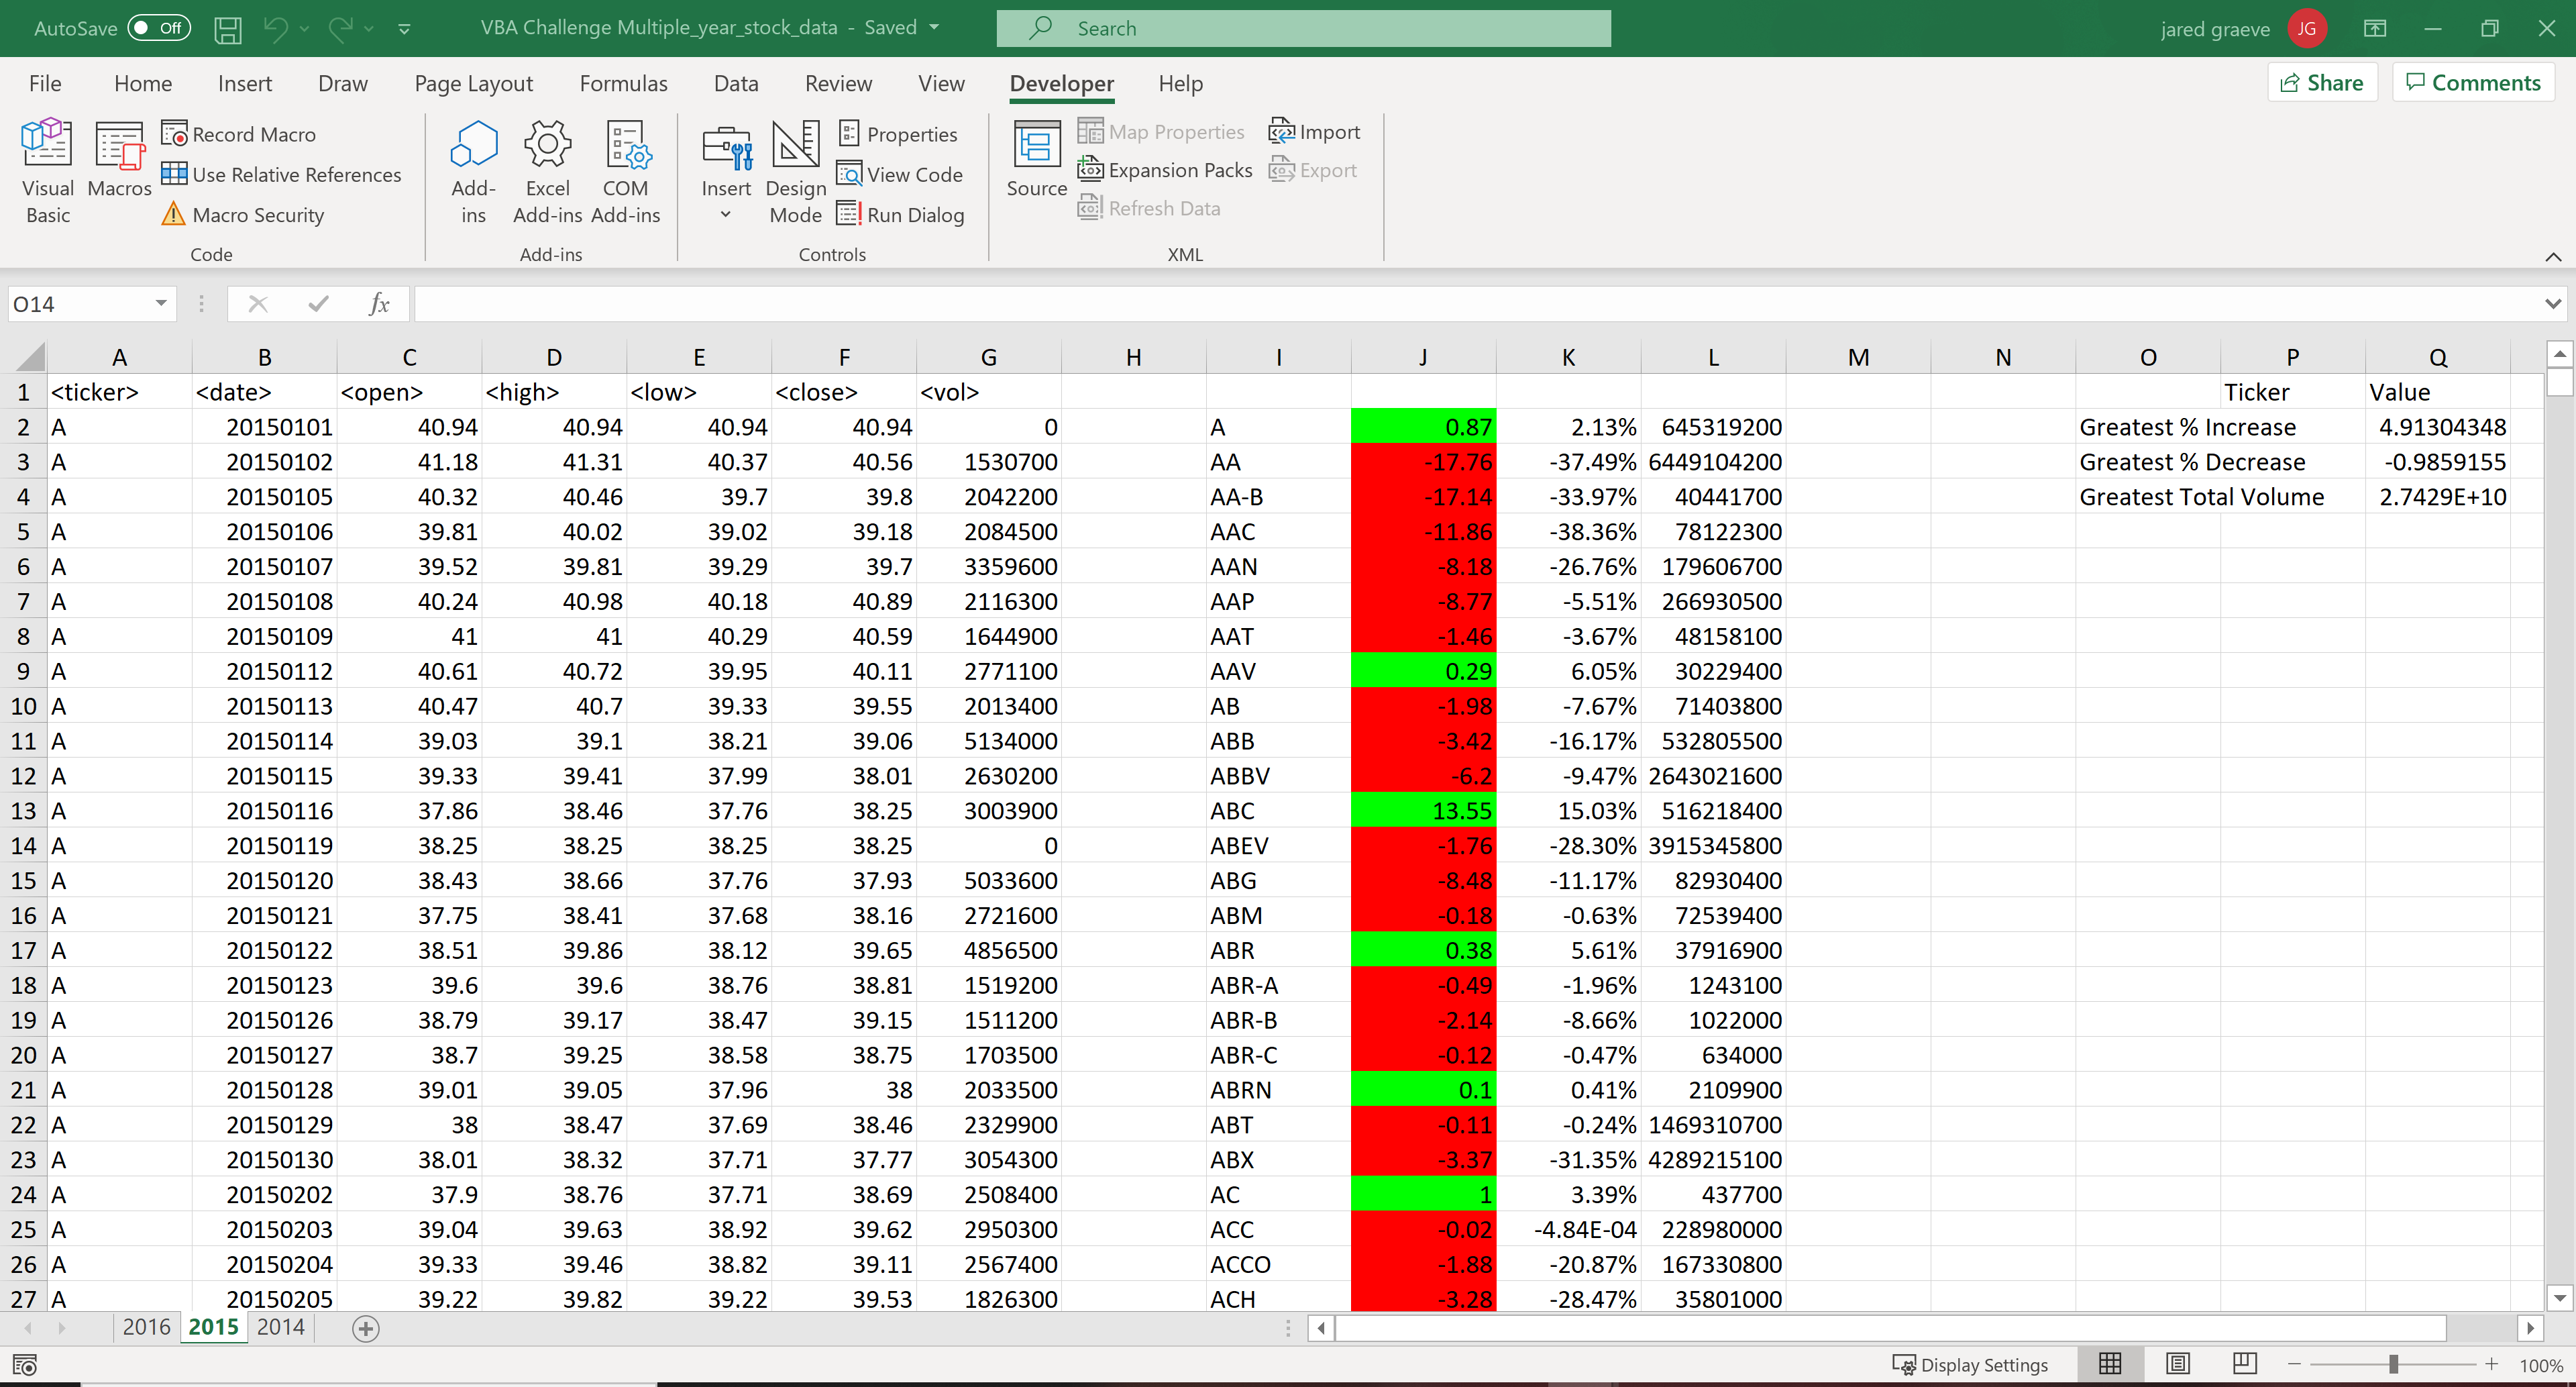 AutoSave Off VBA Challenge Multiple_year_stock_data - Saved Search jared graeve JG
File Home Insert Draw Page Layout Formulas Data Review View Developer Help Share Comments
Visual Basic Macros Record Macro Use Relative References Macro Security
Add-ins Excel Add-ins COM Add-ins
Insert Design Mode Properties View Code Run Dialog
Source Map Properties Expansion Packs Refresh Data Import Export
Code Add-ins Controls XML
O14 fx
A B C D E F G H I J K L M N O P Q
1 <ticker> <date> <open> <high> <low> <close> <vol> Ticker Value
2 A 20150101 40.94 40.94 40.94 40.94 0 A 0.87 2.13% 645319200 Greatest % Increase 4.91304348
3 A 20150102 41.18 41.31 40.37 40.56 1530700 AA -17.76 -37.49% 6449104200 Greatest % Decrease -0.9859155
4 A 20150105 40.32 40.46 39.7 39.8 2042200 AA-B -17.14 -33.97% 40441700 Greatest Total Volume 2.7429E+10
5 A 20150106 39.81 40.02 39.02 39.18 2084500 AAC -11.86 -38.36% 78122300
6 A 20150107 39.52 39.81 39.29 39.7 3359600 AAN -8.18 -26.76% 179606700
7 A 20150108 40.24 40.98 40.18 40.89 2116300 AAP -8.77 -5.51% 266930500
8 A 20150109 41 41 40.29 40.59 1644900 AAT -1.46 -3.67% 48158100
9 A 20150112 40.61 40.72 39.95 40.11 2771100 AAV 0.29 6.05% 30229400
10 A 20150113 40.47 40.7 39.33 39.55 2013400 AB -1.98 -7.67% 71403800
11 A 20150114 39.03 39.1 38.21 39.06 5134000 ABB -3.42 -16.17% 532805500
12 A 20150115 39.33 39.41 37.99 38.01 2630200 ABBV -6.2 -9.47% 2643021600
13 A 20150116 37.86 38.46 37.76 38.25 3003900 ABC 13.55 15.03% 516218400
14 A 20150119 38.25 38.25 38.25 38.25 0 ABEV -1.76 -28.30% 3915345800
15 A 20150120 38.43 38.66 37.76 37.93 5033600 ABG -8.48 -11.17% 82930400
16 A 20150121 37.75 38.41 37.68 38.16 2721600 ABM -0.18 -0.63% 72539400
17 A 20150122 38.51 39.86 38.12 39.65 4856500 ABR 0.38 5.61% 37916900
18 A 20150123 39.6 39.6 38.76 38.81 1519200 ABR-A -0.49 -1.96% 1243100
19 A 20150126 38.79 39.17 38.47 39.15 1511200 ABR-B -2.14 -8.66% 1022000
20 A 20150127 38.7 39.25 38.58 38.75 1703500 ABR-C -0.12 -0.47% 634000
21 A 20150128 39.01 39.05 37.96 38 2033500 ABRN 0.1 0.41% 2109900
22 A 20150129 38 38.47 37.69 38.46 2329900 ABT -0.11 -0.24% 1469310700
23 A 20150130 38.01 38.32 37.71 37.77 3054300 ABX -3.37 -31.35% 4289215100
24 A 20150202 37.9 38.76 37.71 38.69 2508400 AC 1 3.39% 437700
25 A 20150203 39.04 39.63 38.92 39.62 2950300 ACC -0.02 -4.84E-04 228980000
26 A 20150204 39.33 39.46 38.82 39.11 2567400 ACCO -1.88 -20.87% 167330800
27 A 20150205 39.22 39.82 39.22 39.53 1826300 ACH -3.28 -28.47% 35801000
2016 2015 2014
Display Settings 100%